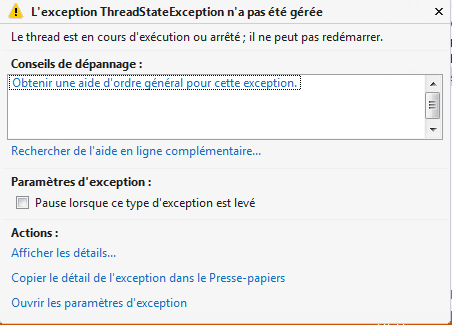 L'exception ThreadStateException n'a pas été gérée
Le thread est en cours d'exécution ou arrêté ; il ne peut pas redémarrer.
Conseils de dépannage :
Obtenir une aide d'ordre général pour cette exception.
Rechercher de l'aide en ligne complémentaire...
Paramètres d'exception :
Pause lorsque ce type d'exception est levé
Actions :
Afficher les détails...
Copier le détail de l'exception dans le Presse-papiers
Ouvrir les paramètres d'exception